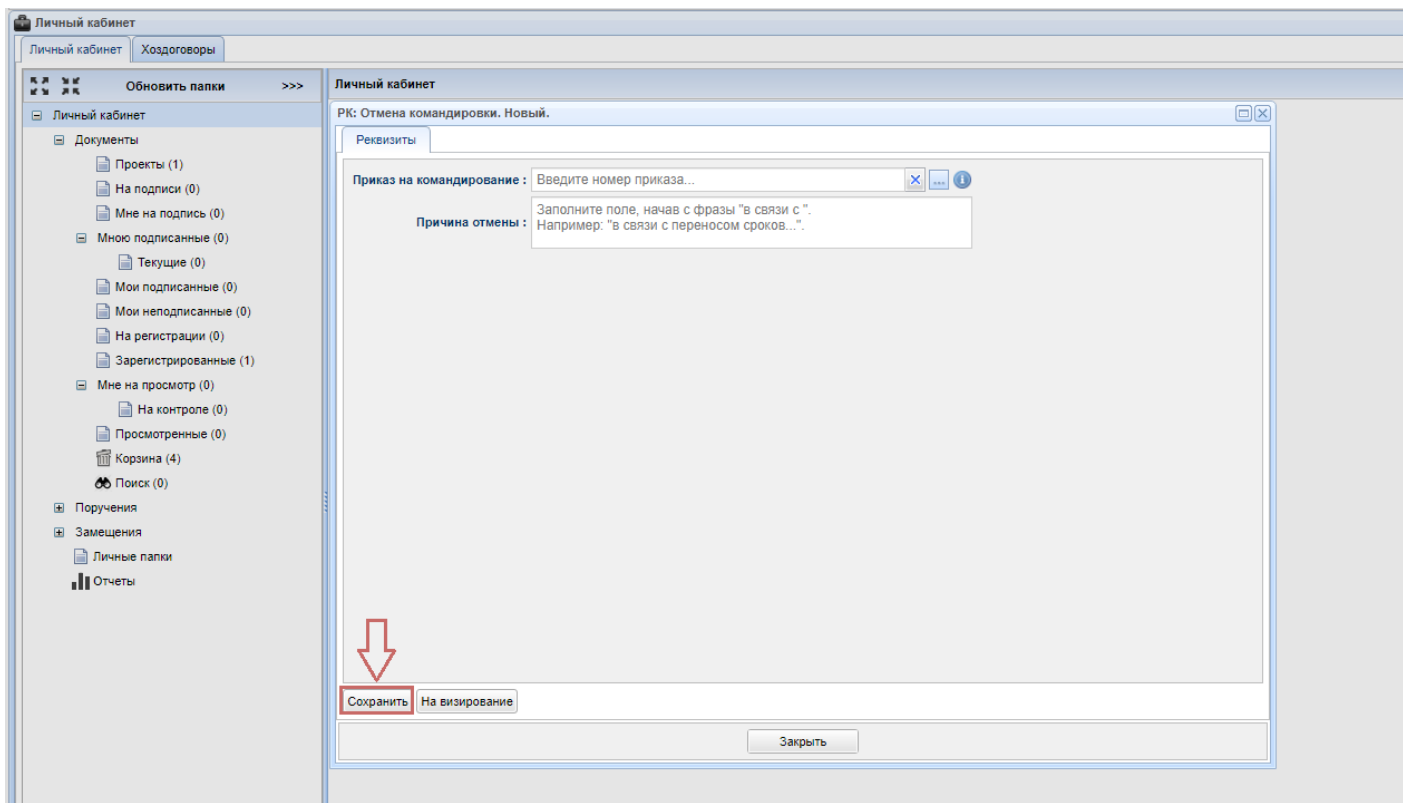 Личный кабинет
Личный кабинет
Хоздоговоры
Обновить папки >>>
Личный кабинет
Документы
Проекты (1)
На подписи (0)
Мне на подпись (0)
Мною подписанные (0)
Текущие (0)
Мои подписанные (0)
Мои неподписанные (0)
На регистрации (0)
Зарегистрированные (1)
Мне на просмотр (0)
На контроле (0)
Просмотренные (0)
Корзина (4)
Поиск (0)
Поручения
Замещения
Личные папки
Отчеты
Личный кабинет
РК: Отмена командировки. Новый.
Реквизиты
Приказ на командирование : Введите номер приказа...
Причина отмены : Заполните поле, начав с фразы "в связи с ".
Например: "в связи с переносом сроков...".
Сохранить
На визирование
Закрыть